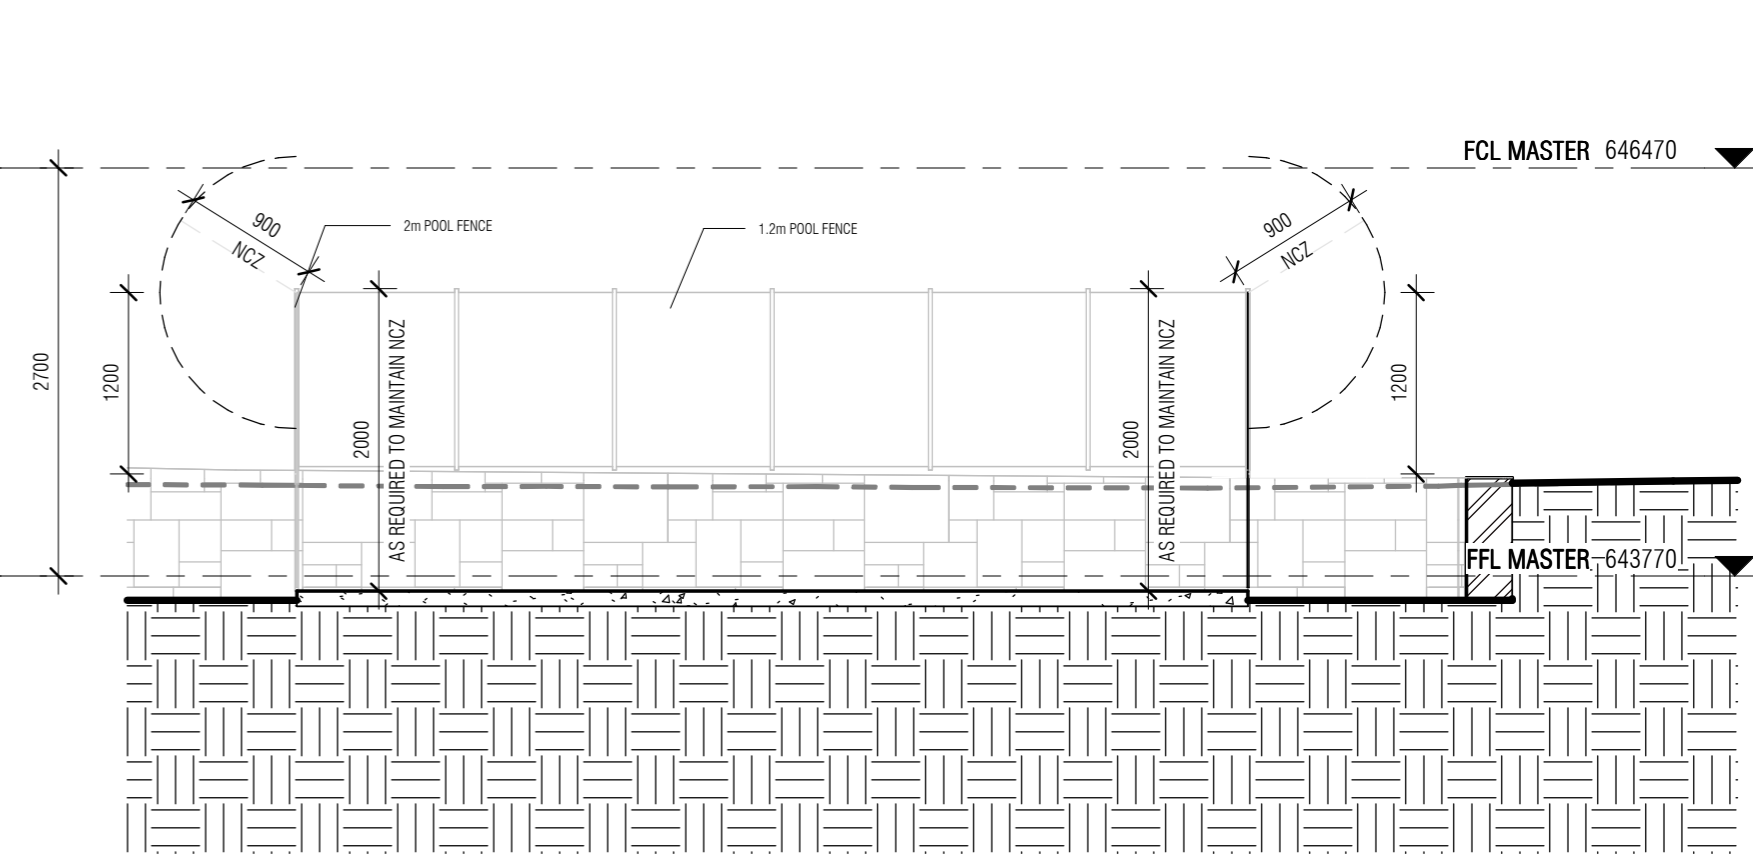 FCL MASTER 646470
900
NCZ
2m POOL FENCE
1.2m POOL FENCE
900
NCZ
2700
1200
2000
AS REQUIRED TO MAINTAIN NCZ
2000
AS REQUIRED TO MAINTAIN NCZ
1200
FFL MASTER 643770